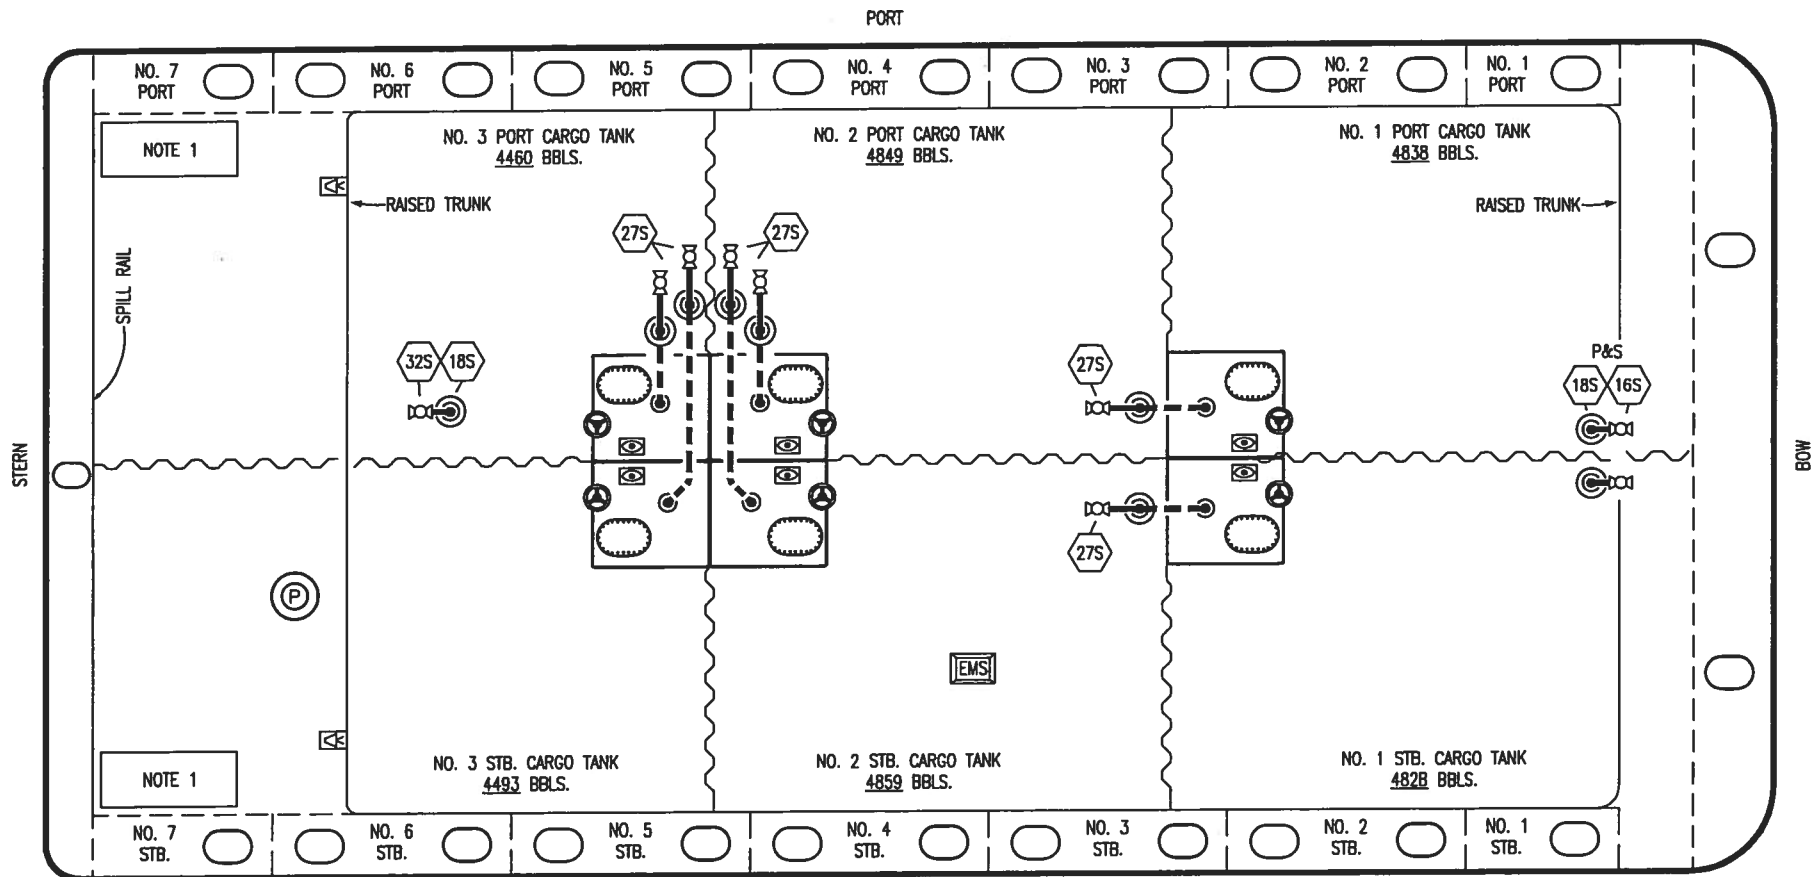 PORT
NO. 7
PORT
NO. 6
PORT
NO. 5
PORT
NO. 4
PORT
NO. 3
PORT
NO. 2
PORT
NO. 1
PORT
NOTE 1
NO. 3 PORT CARGO TANK
4460 BBLS.
NO. 2 PORT CARGO TANK
4849 BBLS.
NO. 1 PORT CARGO TANK
4838 BBLS.
RAISED TRUNK
RAISED TRUNK
27S
27S
SPILL RAIL
32S
18S
27S
P&S
18S
16S
STERN
BOW
27S
P
EMS
NOTE 1
NO. 3 STB. CARGO TANK
4493 BBLS.
NO. 2 STB. CARGO TANK
4859 BBLS.
NO. 1 STB. CARGO TANK
4828 BBLS.
NO. 7
STB.
NO. 6
STB.
NO. 5
STB.
NO. 4
STB.
NO. 3
STB.
NO. 2
STB.
NO. 1
STB.